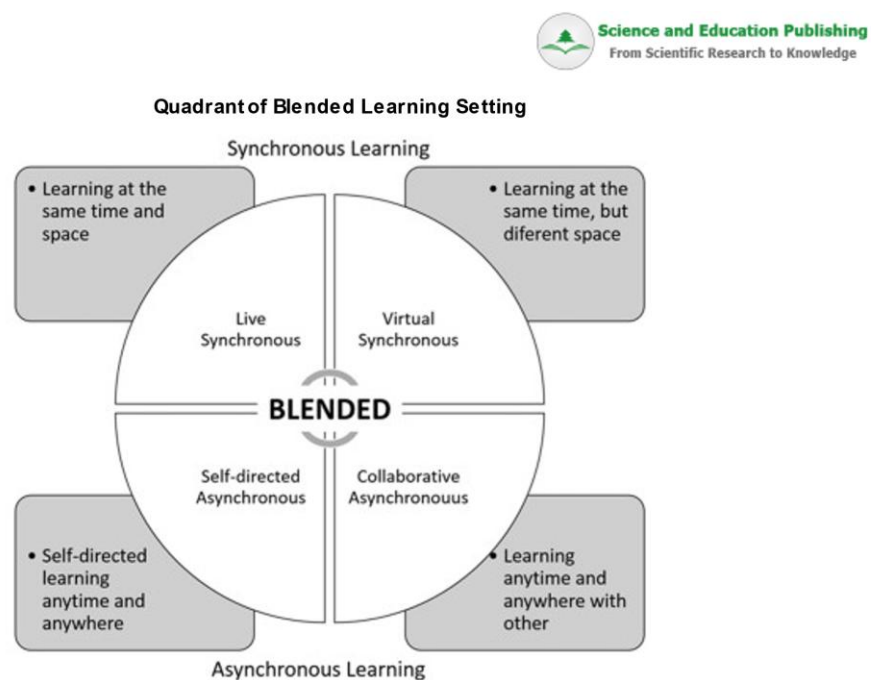 Science and Education Publishing
From Scientific Research to Knowledge
Quadrant of Blended Learning Setting
Synchronous Learning
• Learning at the
same time and
space
• Learning at the
same time, but
diferent space
Live
Synchronous
Virtual
Synchronous
BLENDED
Self-directed
Asynchronous
Collaborative
Asynchronouus
• Self-directed
learning
anytime and
anywhere
• Learning
anytime and
anywhere with
other
Asynchronous Learning